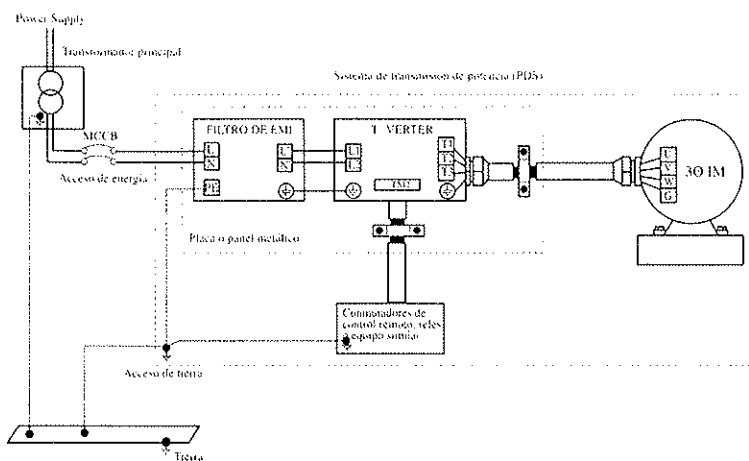 Power Supply
Transformador principal
Sistema de transmisión de potencia (PDS)
MCCB
FILTRO DE EMI
T VERTER
L
N
L
N
L1
T1
T2
T3
U
V
W
G
3Ø IM
Acceso de energía
PE
TM2
Placa o panel metálico
Conmutadores de
control remoto, relés
o equipo similar
Acceso de tierra
Tierra